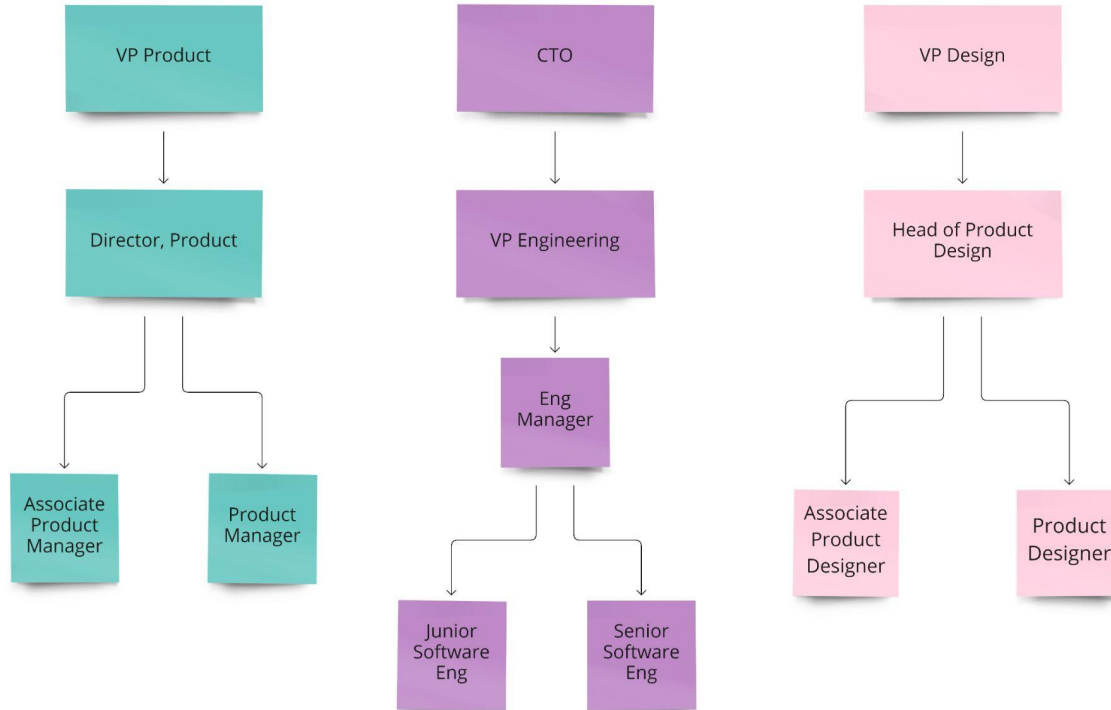 VP Product
CTO
VP Design
Director, Product
VP Engineering
Head of Product
Design
Eng
Manager
Associate
Product
Manager
Product
Manager
Associate
Product
Designer
Product
Designer
Junior
Software
Eng
Senior
Software
Eng